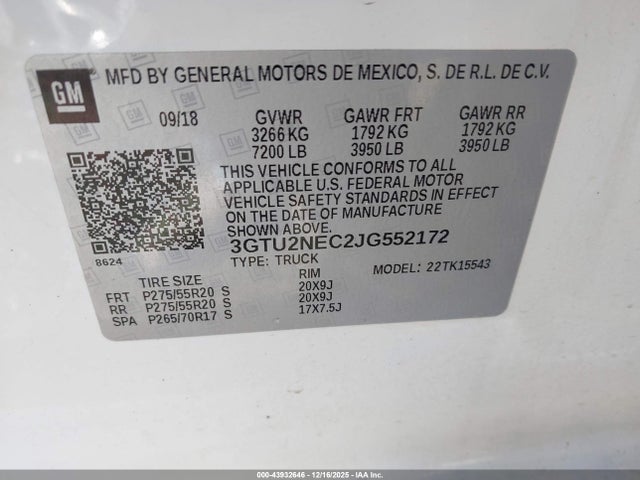 GM
MFD BY GENERAL MOTORS DE MEXICO, S. DE R.L. DE C.V.
09/18 GVWR GAWR FRT GAWR RR
3266 KG 1792 KG 1792 KG
7200 LB 3950 LB 3950 LB
THIS VEHICLE CONFORMS TO ALL
APPLICABLE U.S. FEDERAL MOTOR
VEHICLE SAFETY STANDARDS IN EFFECT
ON THE DATE OF MANUFACTURE
SHOWN ABOVE.
3GTU2NEC2JG552172
8624 TYPE: TRUCK MODEL: 22TK15543
TIRE SIZE RIM
FRT P275/55R20 S 20X9J
RR P275/55R20 S 20X9J
SPA P265/70R17 S 17X7.5J
000-43932646 - 12/16/2025 - IAA Inc.